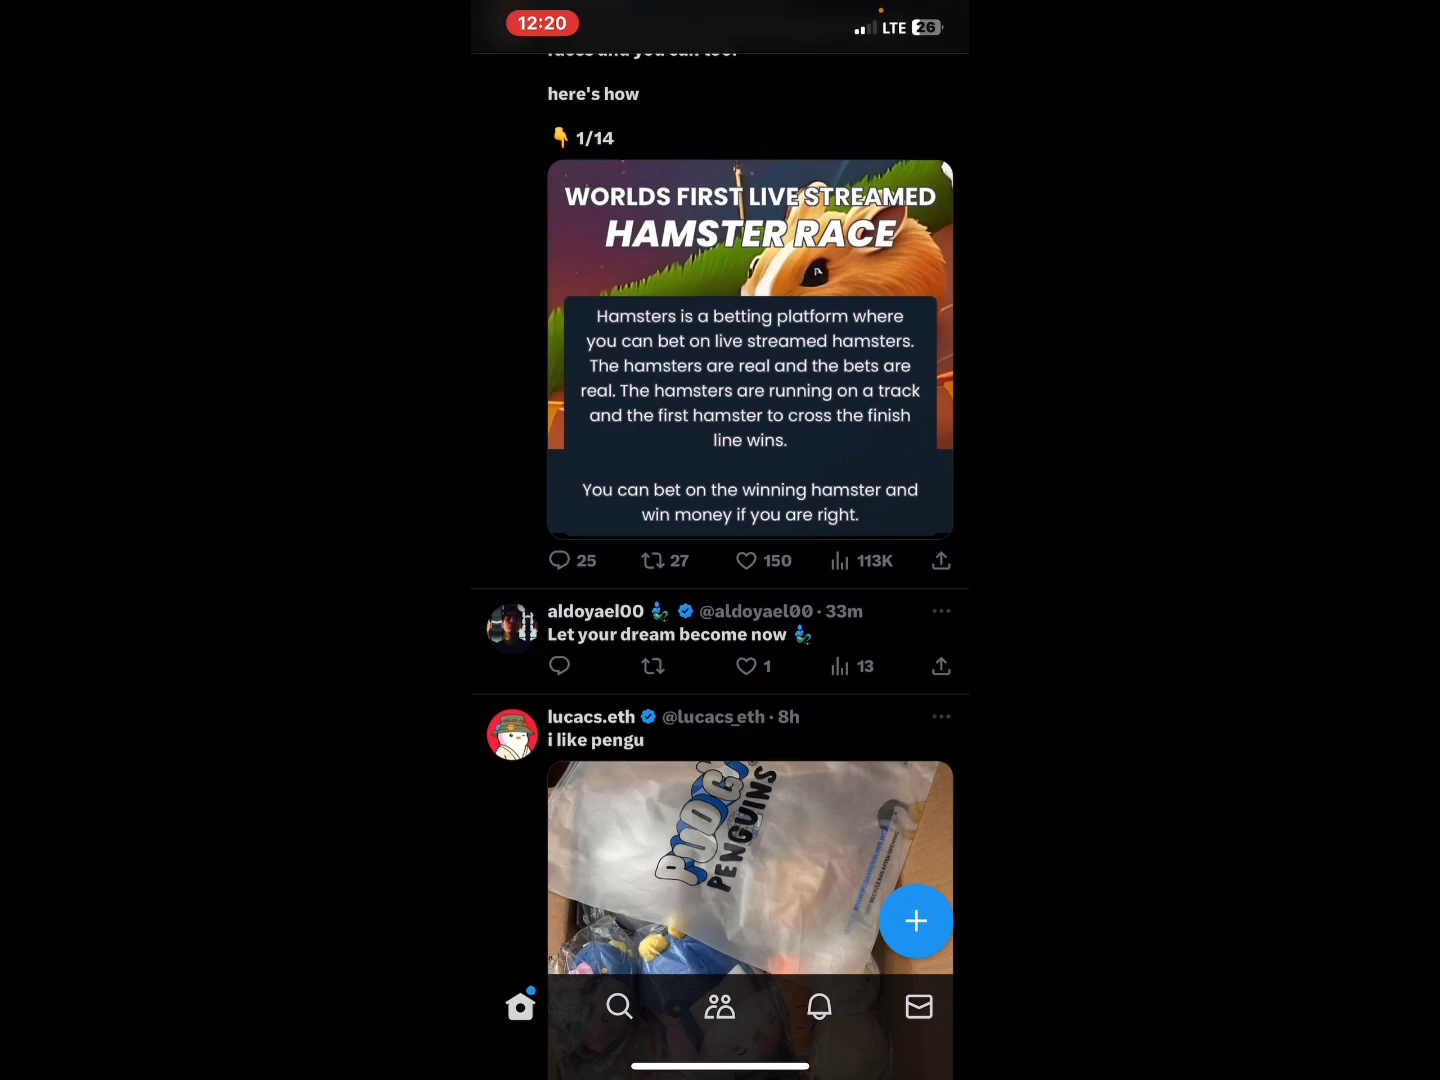 12:20
LTE 26
here's how
👇 1/14
WORLDS FIRST LIVE STREAMED
HAMSTER RACE
Hamsters is a betting platform where
you can bet on live streamed hamsters.
The hamsters are real and the bets are
real. The hamsters are running on a track
and the first hamster to cross the finish
line wins.
You can bet on the winning hamster and
win money if you are right.
25 27 150 113K
aldoyael00 🧞‍♂️ @aldoyael00 · 33m
Let your dream become now 🧞‍♂️
1 13
lucacs.eth @lucacs_eth · 8h
i like pengu
PUDGY
PENGUINS